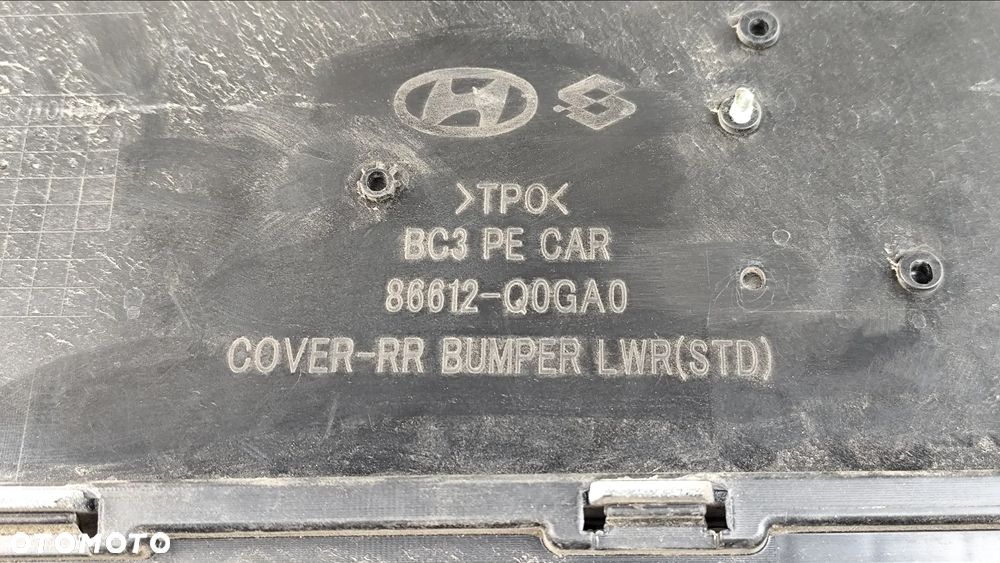 >TPO<
BC3 PE CAR
86612-Q0GA0
COVER-RR BUMPER LWR(STD)
OTOMOTO